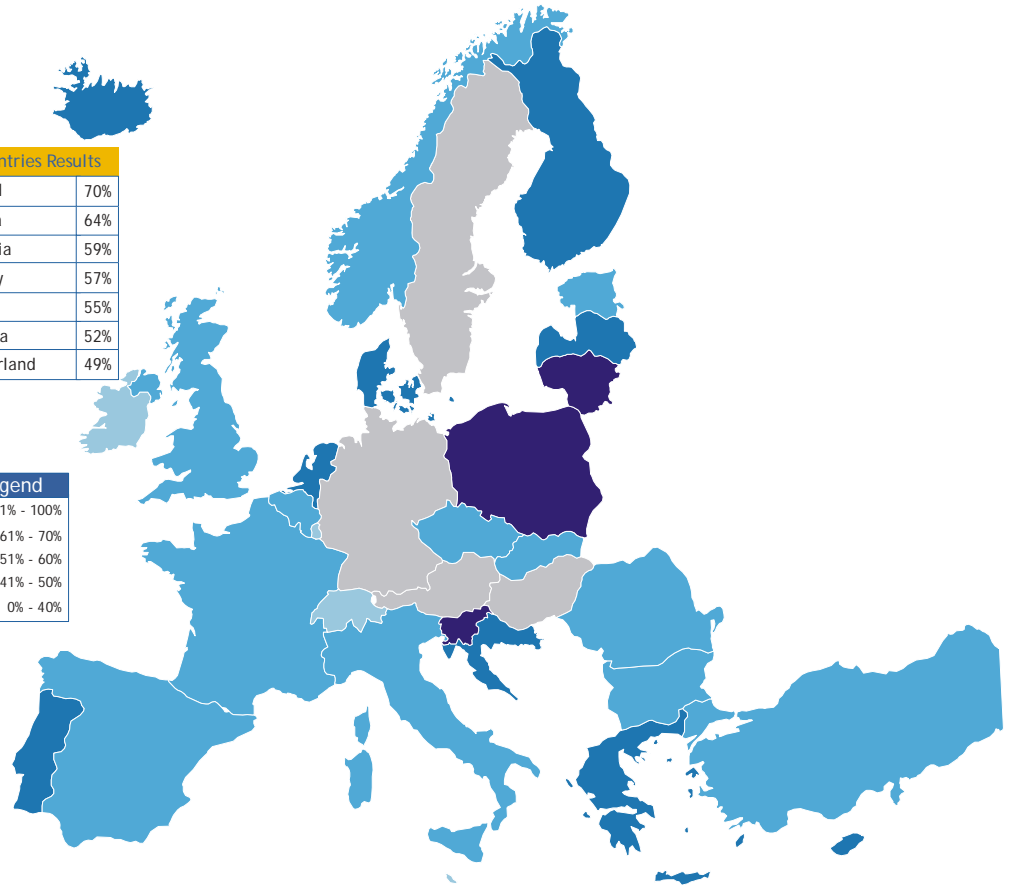 ntries Results
70%
64%
ia 59%
y 57%
55%
a 52%
rland 49%
gend
1% - 100%
61% - 70%
51% - 60%
41% - 50%
0% - 40%